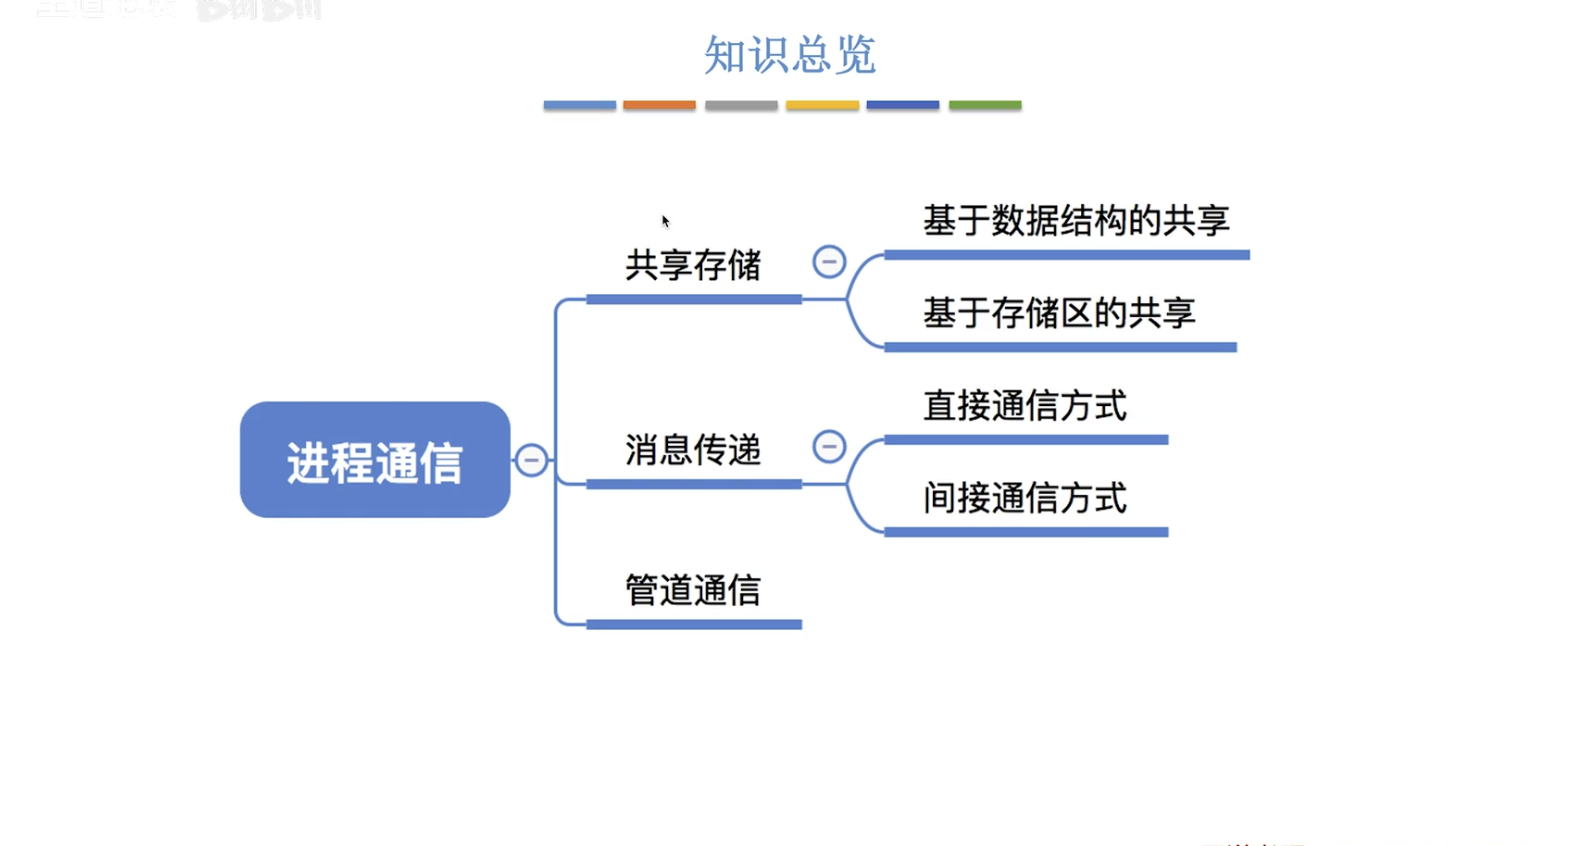 知识总览
共享存储
基于数据结构的共享
基于存储区的共享
进程通信
消息传递
直接通信方式
间接通信方式
管道通信